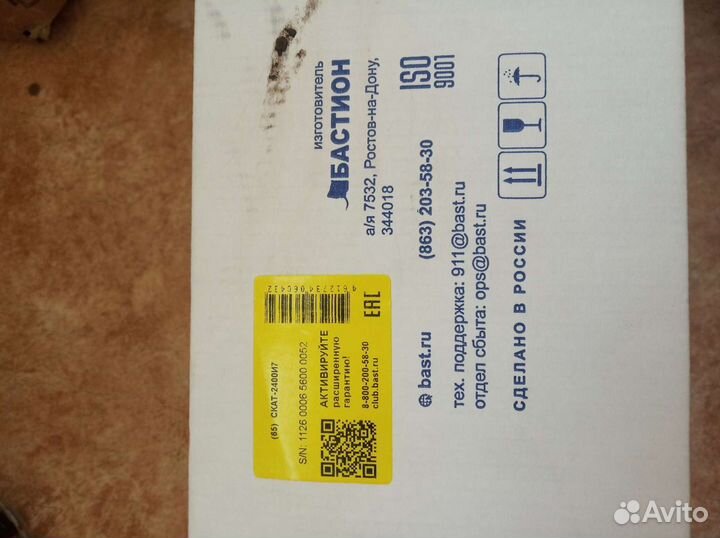 изготовитель
БАСТИОН
а/я 7532, Ростов-на-Дону,
344018
ISO
9001
(863) 203-58-30
bast.ru
тех. поддержка: 911@bast.ru
отдел сбыта: ops@bast.ru
СДЕЛАНО В РОССИИ
(65) СКАТ-2400И7
S/N: 1126 0006 5600 0052
4612734060432
EAC
АКТИВИРУЙТЕ
расширенную
гарантию!
8-800-200-58-30
club.bast.ru
Avito